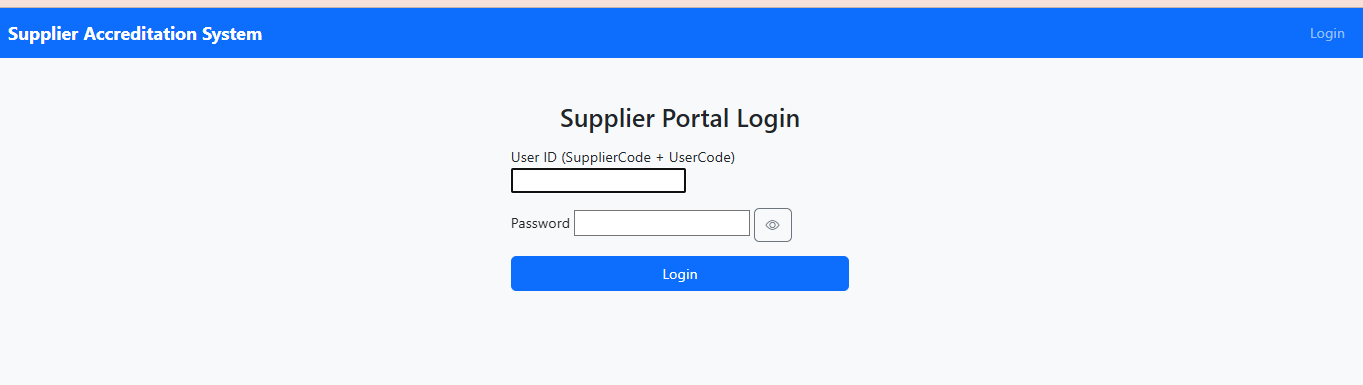 Supplier Accreditation System
Login
Supplier Portal Login
User ID (SupplierCode + UserCode)
Password
Login